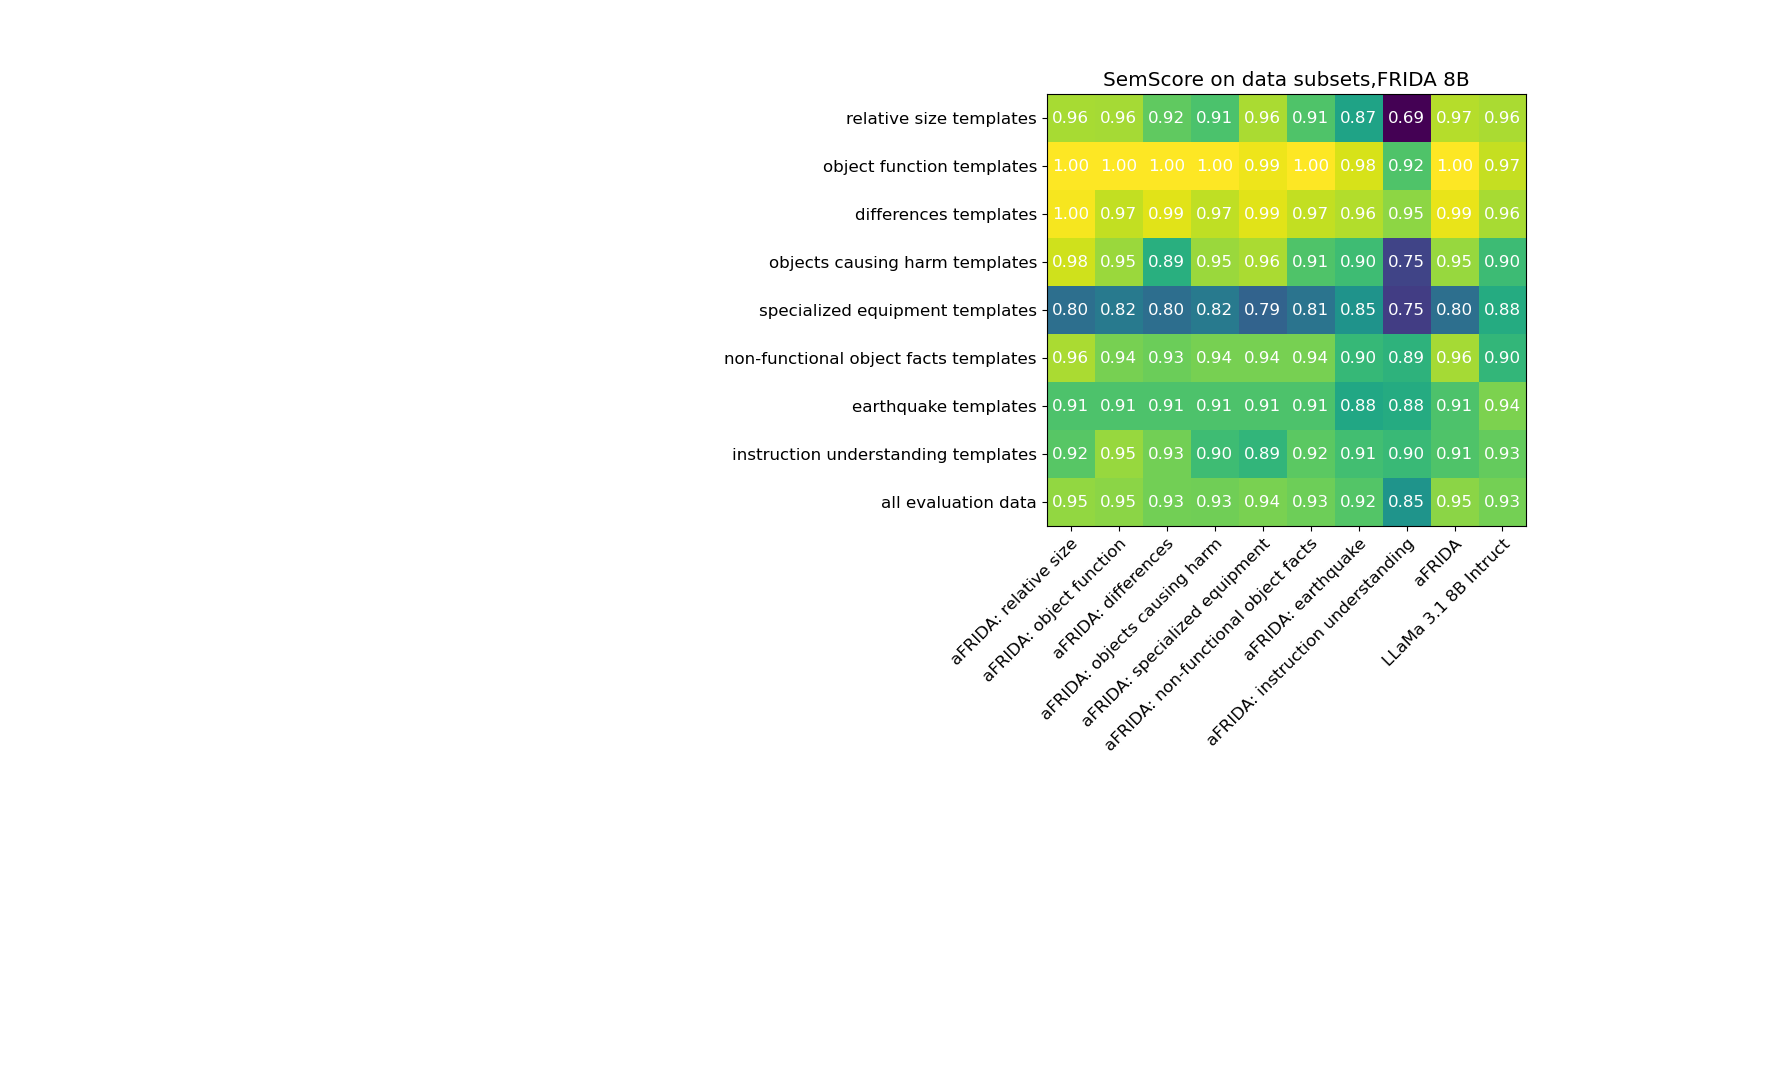 SemScore on data subsets,FRIDA 8B
relative size templates 0.96 0.96 0.92 0.91 0.96 0.91 0.87 0.69 0.97 0.96
object function templates 1.00 1.00 1.00 1.00 0.99 1.00 0.98 0.92 1.00 0.97
differences templates 1.00 0.97 0.99 0.97 0.99 0.97 0.96 0.95 0.99 0.96
objects causing harm templates 0.98 0.95 0.89 0.95 0.96 0.91 0.90 0.75 0.95 0.90
specialized equipment templates 0.80 0.82 0.80 0.82 0.79 0.81 0.85 0.75 0.80 0.88
non-functional object facts templates 0.96 0.94 0.93 0.94 0.94 0.94 0.90 0.89 0.96 0.90
earthquake templates 0.91 0.91 0.91 0.91 0.91 0.91 0.88 0.88 0.91 0.94
instruction understanding templates 0.92 0.95 0.93 0.90 0.89 0.92 0.91 0.90 0.91 0.93
all evaluation data 0.95 0.95 0.93 0.93 0.94 0.93 0.92 0.85 0.95 0.93
aFRIDA: relative size
aFRIDA: object function
aFRIDA: differences
aFRIDA: objects causing harm
aFRIDA: specialized equipment
aFRIDA: non-functional object facts
aFRIDA: earthquake
aFRIDA: instruction understanding
aFRIDA
LLaMa 3.1 8B Intruct